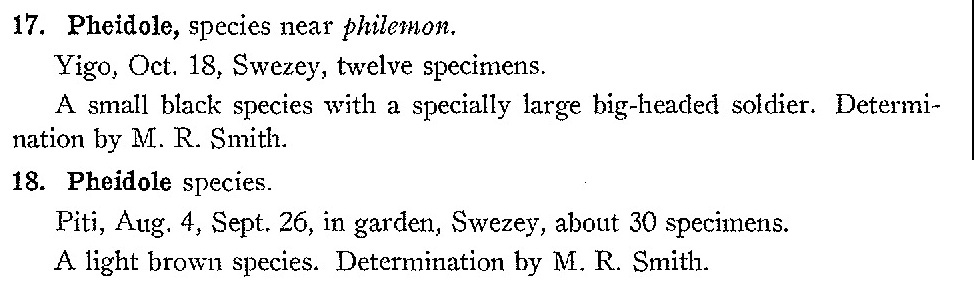 17. Pheidole, species near philemon.
Yigo, Oct. 18, Swezey, twelve specimens.
A small black species with a specially large big-headed soldier. Determi-
nation by M. R. Smith.
18. Pheidole species.
Piti, Aug. 4, Sept. 26, in garden, Swezey, about 30 specimens.
A light brown species. Determination by M. R. Smith.